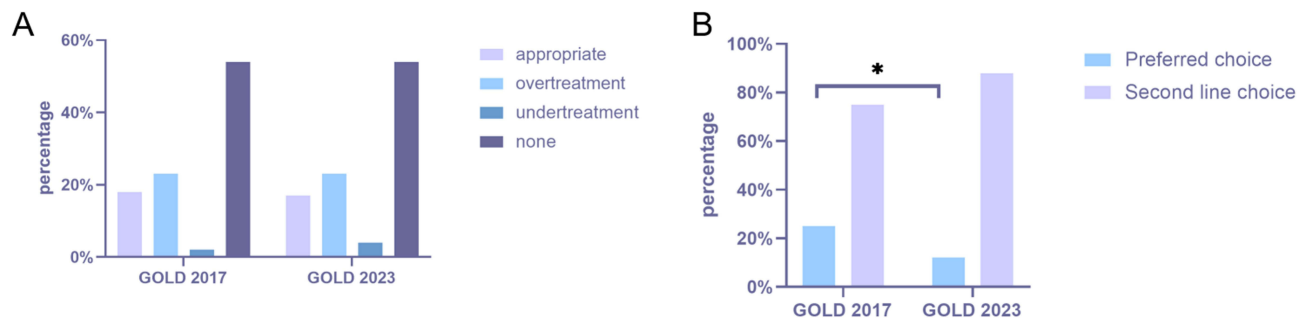 A
60%
40%
20%
0%
percentage
GOLD 2017
GOLD 2023
appropriate
overtreatment
undertreatment
none
B
100%
80%
60%
40%
20%
0%
percentage
*
GOLD 2017
GOLD 2023
Preferred choice
Second line choice